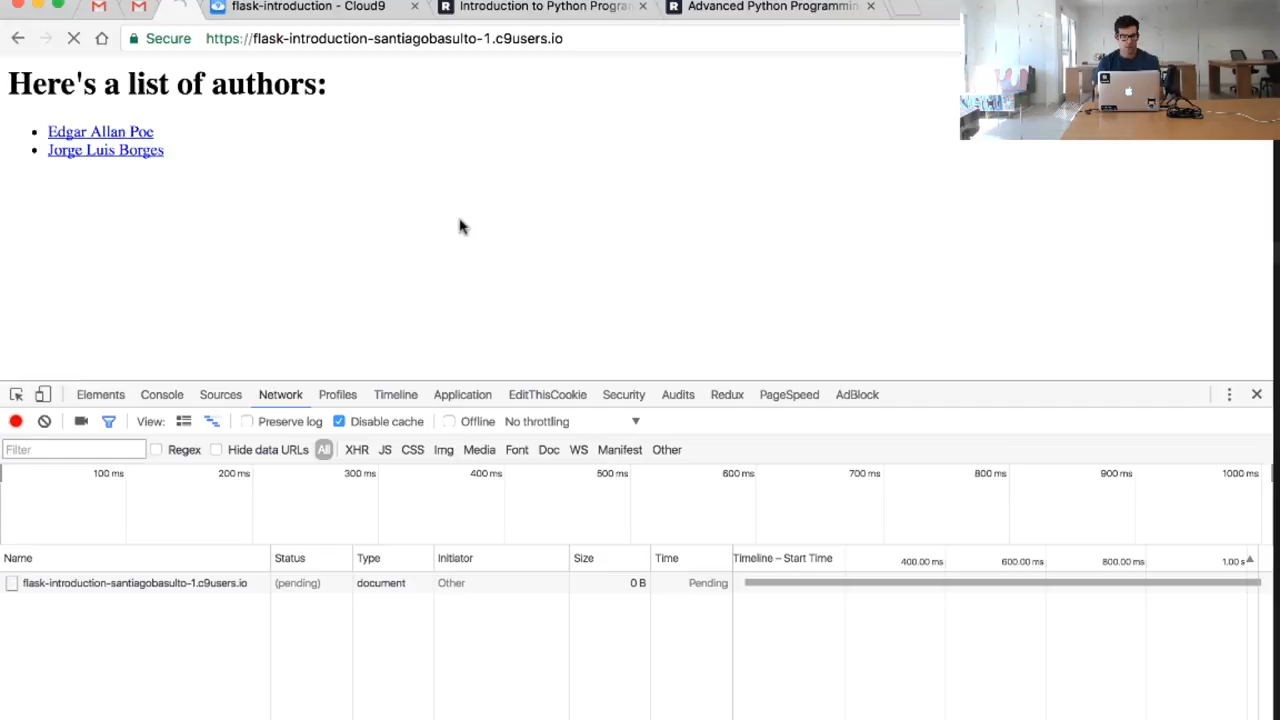 flask-introduction - Cloud9 × Introduction to Python Progra × Advanced Python Programmin ×
Secure https://flask-introduction-santiagobasulto-1.c9users.io
Here's a list of authors:
Edgar Allan Poe
Jorge Luis Borges
Elements Console Sources Network Profiles Timeline Application EditThisCookie Security Audits Redux PageSpeed AdBlock
View: Preserve log Disable cache Offline No throttling
Filter Regex Hide data URLs All XHR JS CSS Img Media Font Doc WS Manifest Other
100 ms 200 ms 300 ms 400 ms 500 ms 600 ms 700 ms 800 ms 900 ms 1000 ms
Name Status Type Initiator Size Time Timeline – Start Time 400.00 ms 600.00 ms 800.00 ms 1.00 s
flask-introduction-santiagobasulto-1.c9users.io (pending) document Other 0 B Pending